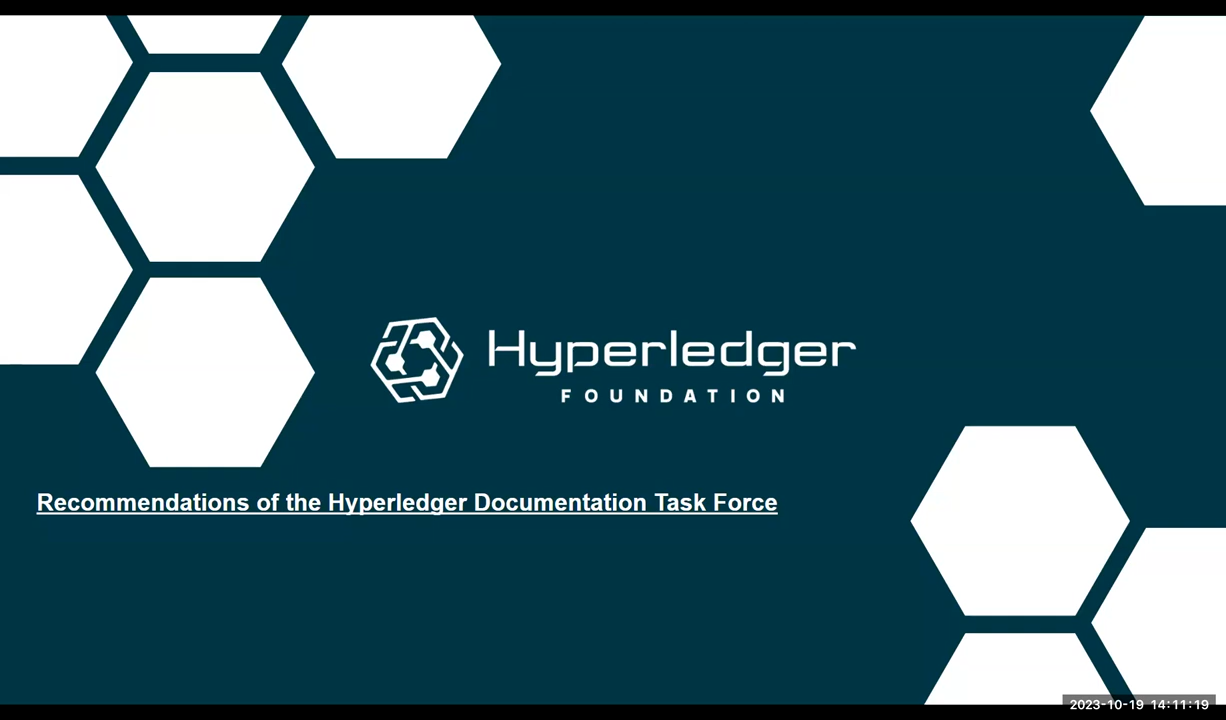 Hyperledger
FOUNDATION
Recommendations of the Hyperledger Documentation Task Force
2023-10-19 14:11:19